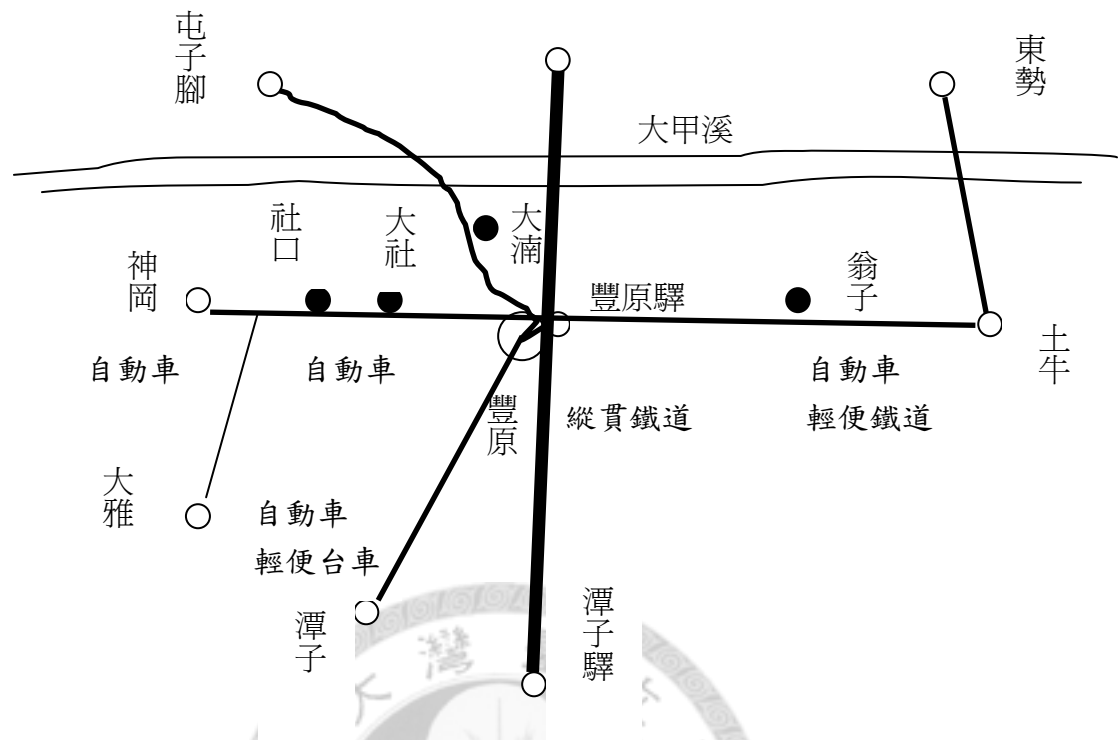 屯子腳
東勢
大甲溪
社口
大社
大湳
神岡
豐原驛
翁子
土牛
自動車
自動車
自動車
輕便鐵道
豐原
縱貫鐵道
大雅
自動車
輕便台車
潭子
潭子驛
大
灣